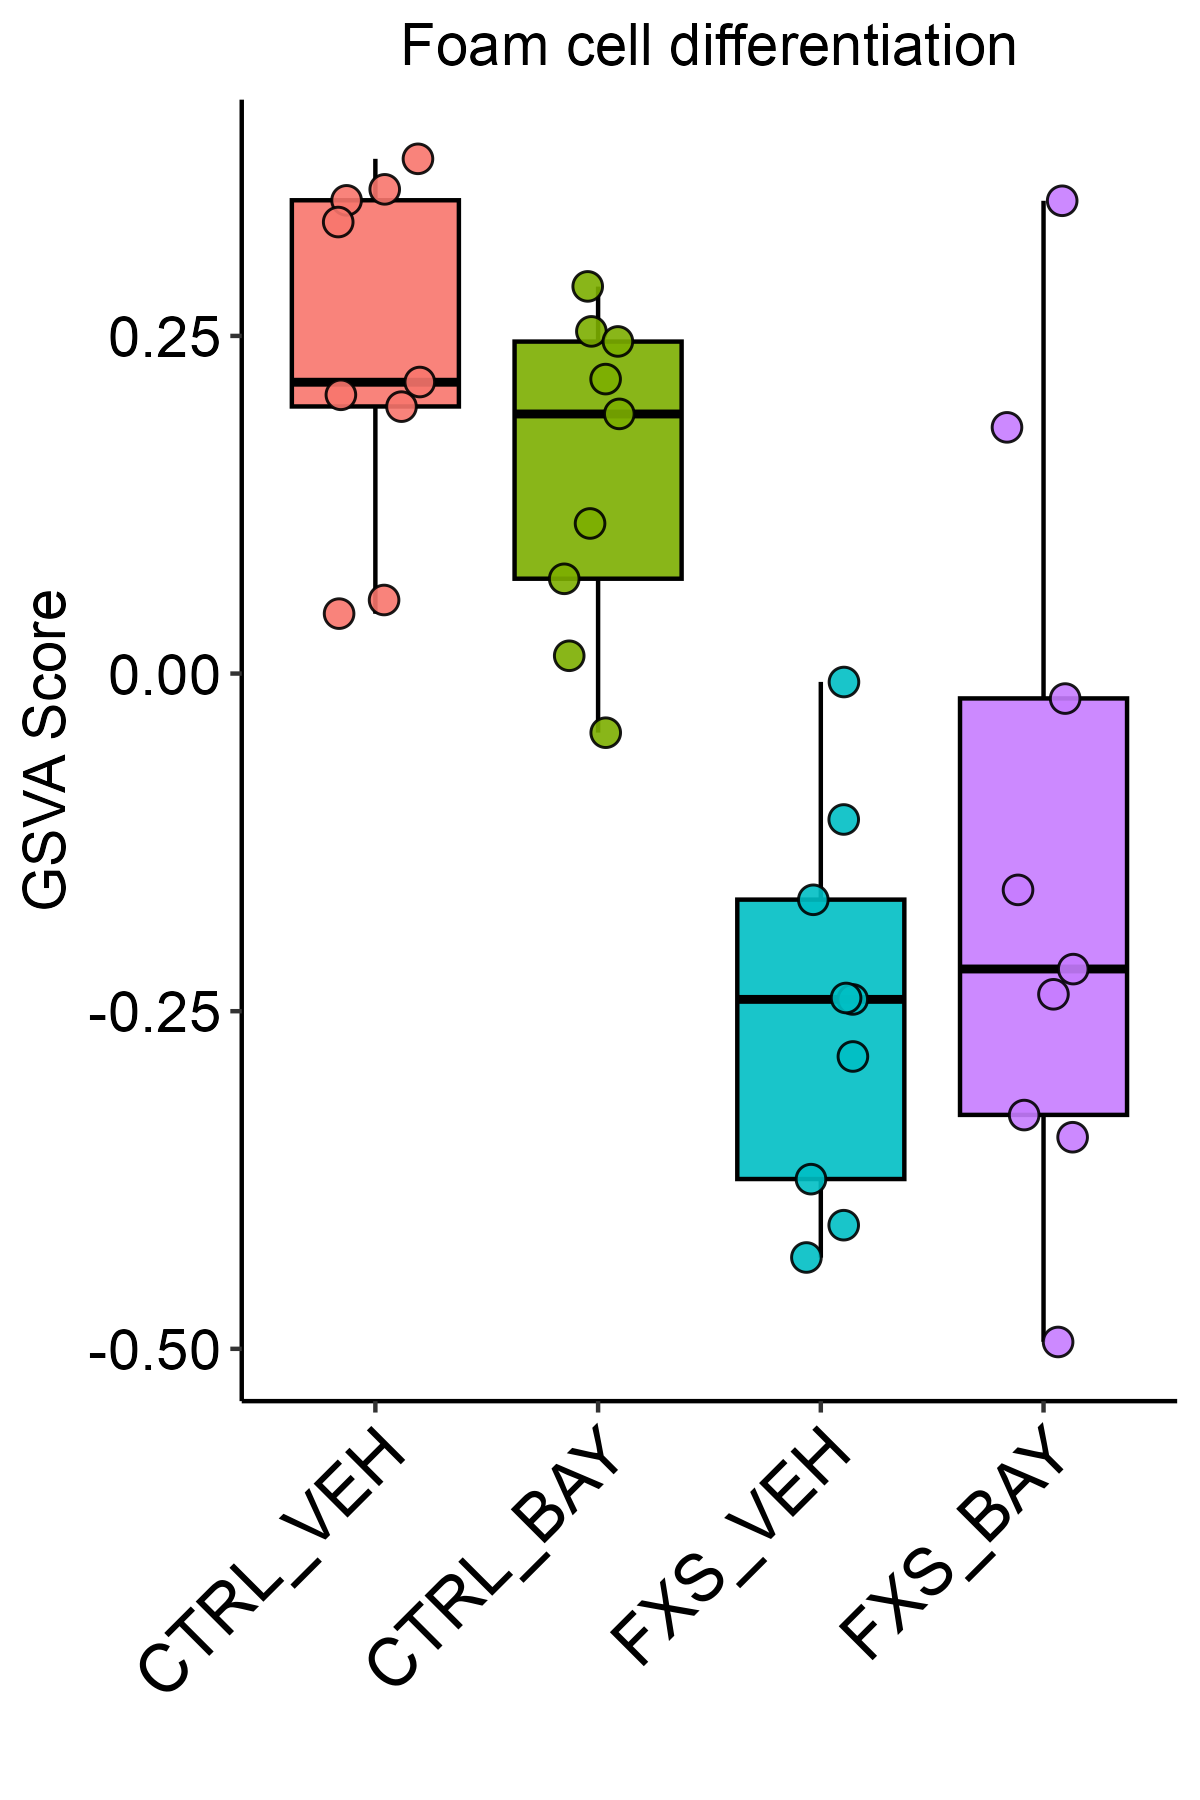 Foam cell differentiation
GSVA Score
0.25
0.00
-0.25
-0.50
CTRL_VEH
CTRL_BAY
FXS_VEH
FXS_BAY